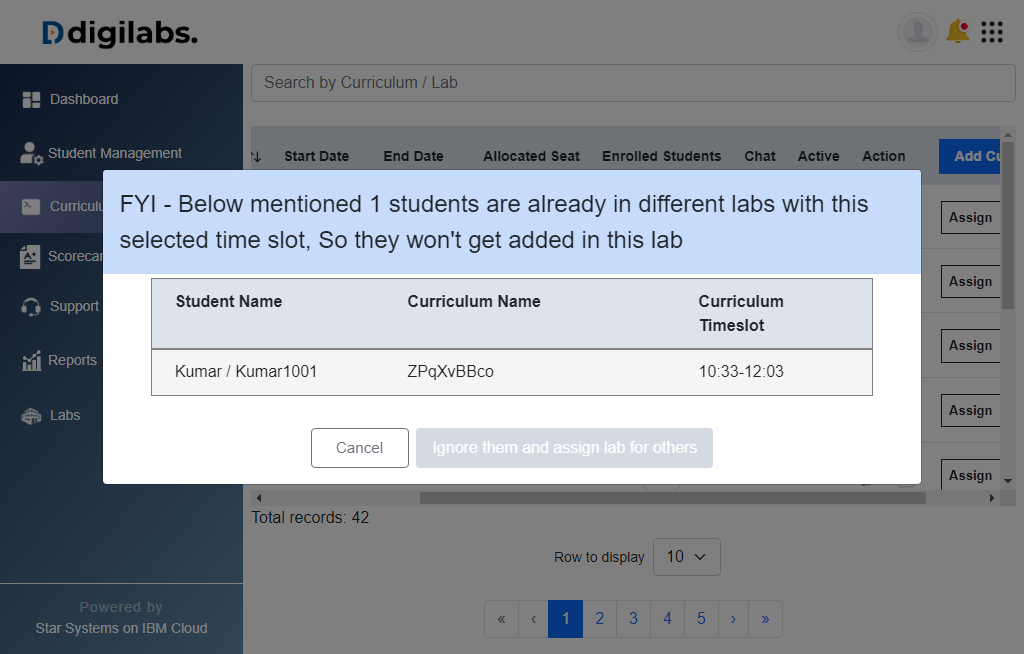 digilabs.
Search by Curriculum / Lab
Dashboard
Student Management
Start Date End Date Allocated Seat Enrolled Students Chat Active Action
Add
Assign
Assign
Assign
Assign
Assign
Scorecar
Support
Reports
Labs
FYI - Below mentioned 1 students are already in different labs with this
selected time slot, So they won't get added in this lab
Student Name Curriculum Name Curriculum
Timeslot
Kumar / Kumar1001 ZPqXvBBco 10:33-12:03
Cancel Ignore them and assign lab for others
Total records: 42
Row to display 10
« ‹ 1 2 3 4 5 › »
Powered by
Star Systems on IBM Cloud